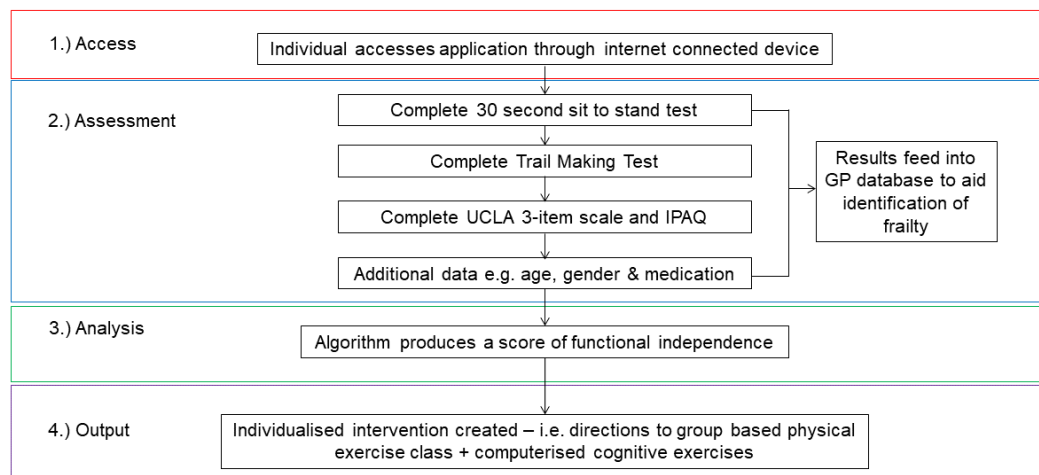 1.) Access
Individual accesses application through internet connected device
2.) Assessment
Complete 30 second sit to stand test
Complete Trail Making Test
Complete UCLA 3-item scale and IPAQ
Additional data e.g. age, gender & medication
Results feed into
GP database to aid
identification of
frailty
3.) Analysis
Algorithm produces a score of functional independence
4.) Output
Individualised intervention created – i.e. directions to group based physical
exercise class + computerised cognitive exercises